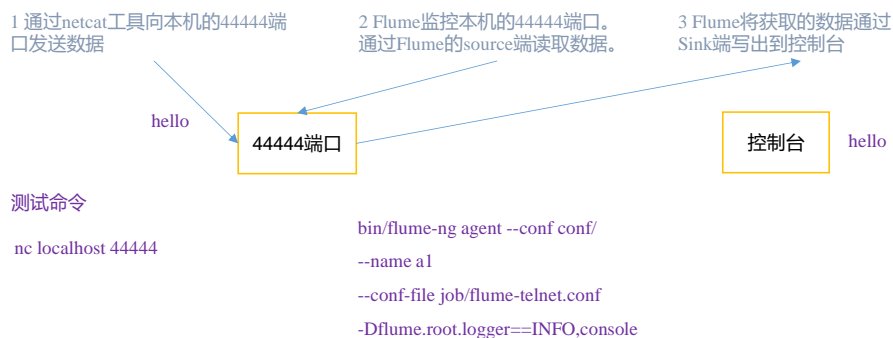 1 通过netcat工具向本机的44444端
口发送数据
2 Flume监控本机的44444端口。
通过Flume的source端读取数据。
3 Flume将获取的数据通过
Sink端写出到控制台
hello
44444端口
控制台
hello
测试命令
nc localhost 44444
bin/flume-ng agent --conf conf/
--name a1
--conf-file job/flume-telnet.conf
-Dflume.root.logger==INFO,console